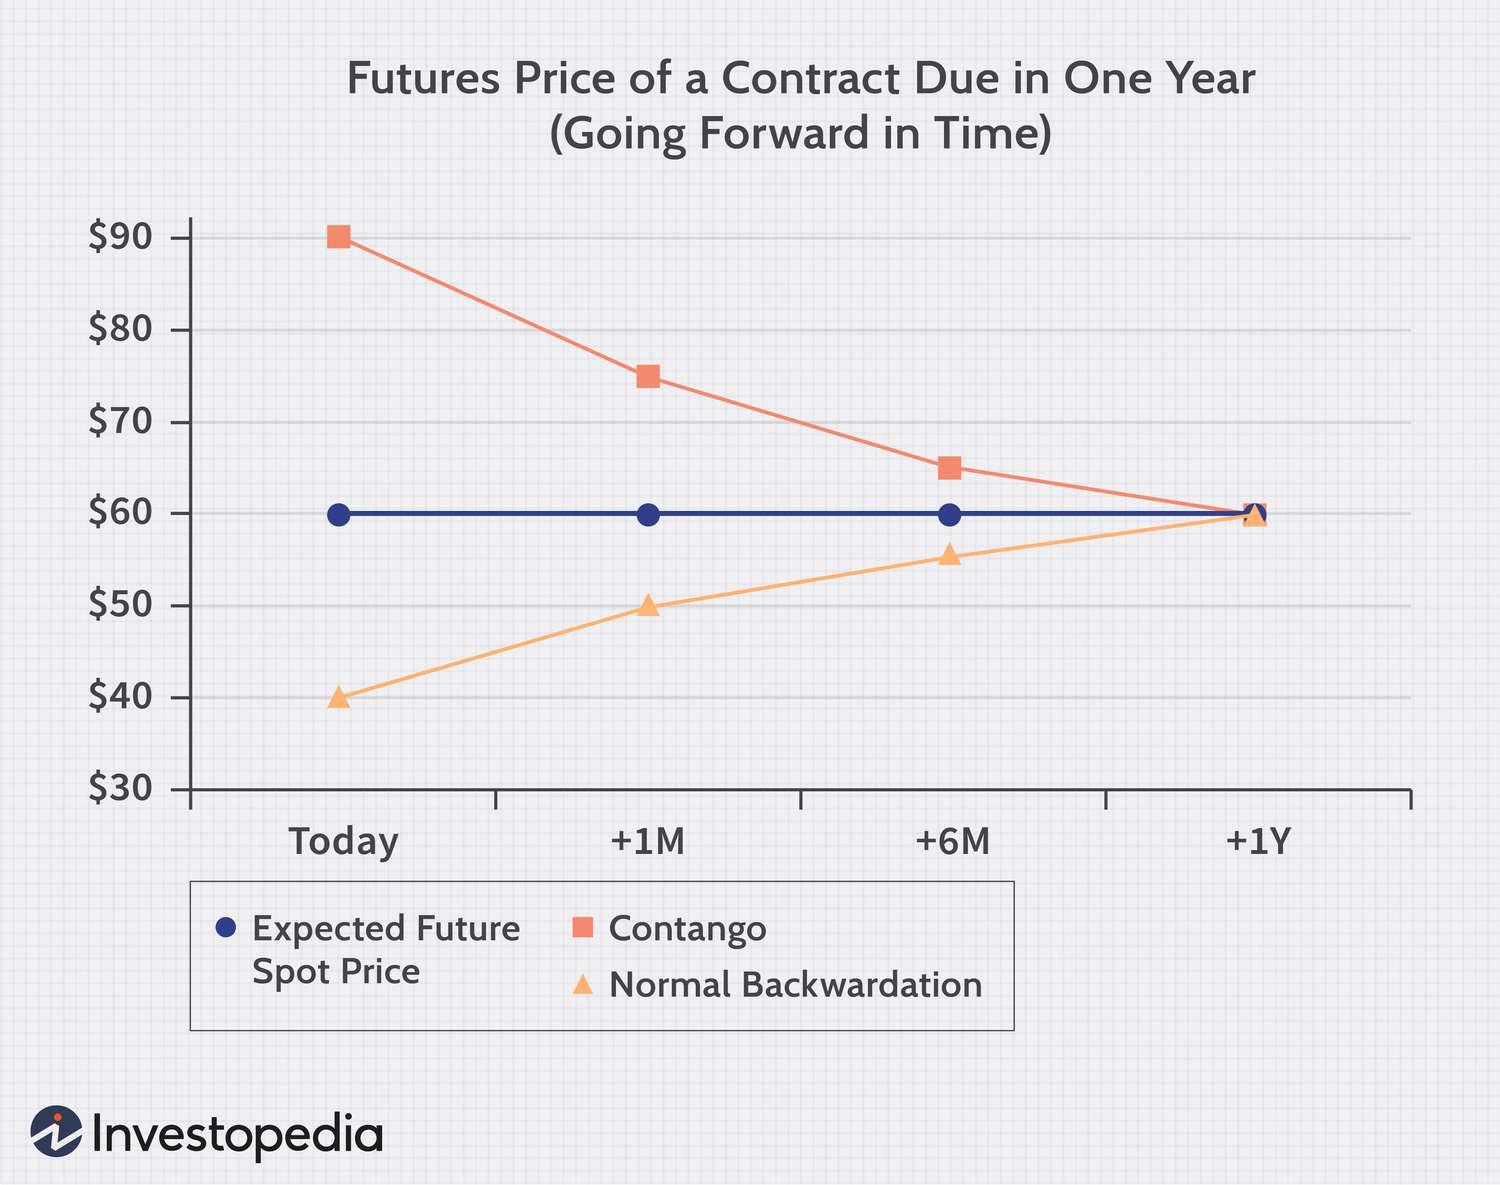 Futures Price of a Contract Due in One Year
(Going Forward in Time)
$90
$80
$70
$60
$50
$40
$30
Today +1M +6M +1Y
Expected Future
Spot Price
Contango
Normal Backwardation
Investopedia